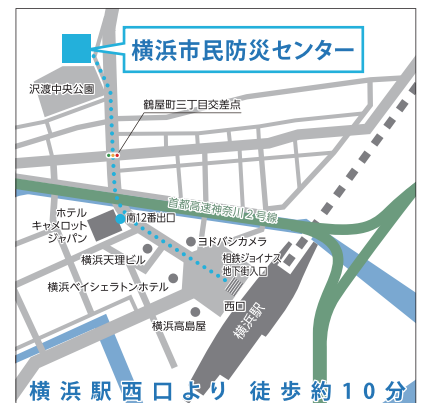 横浜市民防災センター
沢渡中央公園
鶴屋町三丁目交差点
首都高速神奈川2号線
ホテル
キャメロット
ジャパン
南12番出口
ヨドバシカメラ
横浜天理ビル
相鉄ジョイナス
地下街入口
横浜ベイシェラトンホテル
西口
横浜高島屋
横浜駅
横浜駅西口より 徒歩約10分